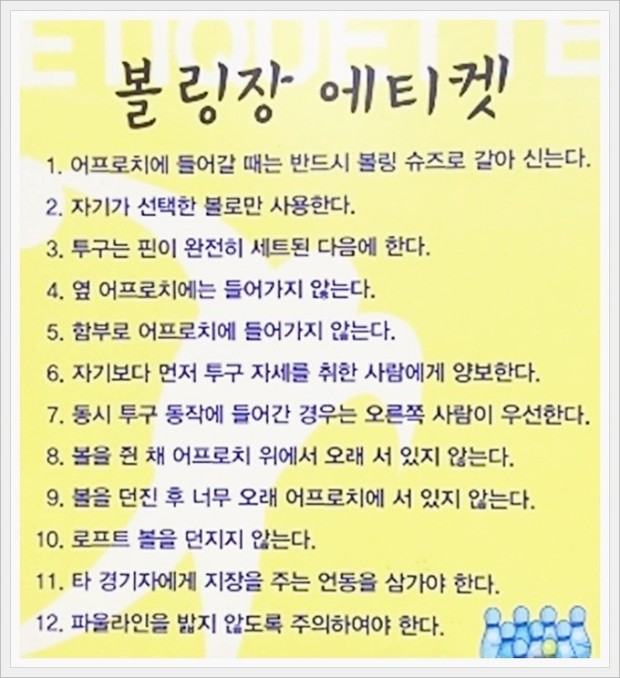 ETIQUETTE
볼링장 에티켓
1. 어프로치에 들어갈 때는 반드시 볼링 슈즈로 갈아 신는다.
2. 자기가 선택한 볼로만 사용한다.
3. 투구는 핀이 완전히 세트된 다음에 한다.
4. 옆 어프로치에는 들어가지 않는다.
5. 함부로 어프로치에 들어가지 않는다.
6. 자기보다 먼저 투구 자세를 취한 사람에게 양보한다.
7. 동시 투구 동작에 들어간 경우는 오른쪽 사람이 우선한다.
8. 볼을 쥔 채 어프로치 위에서 오래 서 있지 않는다.
9. 볼을 던진 후 너무 오래 어프로치에 서 있지 않는다.
10. 로프트 볼을 던지지 않는다.
11. 타 경기자에게 지장을 주는 언동을 삼가야 한다.
12. 파울라인을 밟지 않도록 주의하여야 한다.